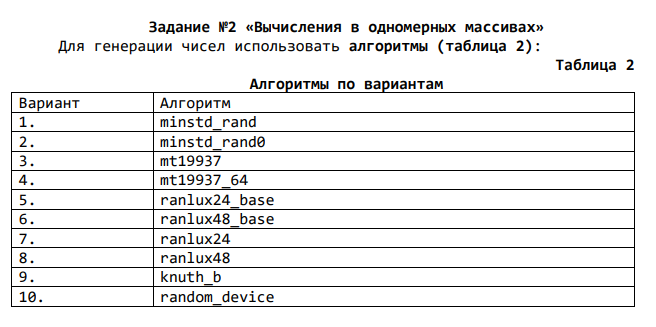 Задание №2 «Вычисления в одномерных массивах»
Для генерации чисел использовать алгоритмы (таблица 2):
Таблица 2
Алгоритмы по вариантам
Вариант Алгоритм
1. minstd_rand
2. minstd_rand0
3. mt19937
4. mt19937_64
5. ranlux24_base
6. ranlux48_base
7. ranlux24
8. ranlux48
9. knuth_b
10. random_device